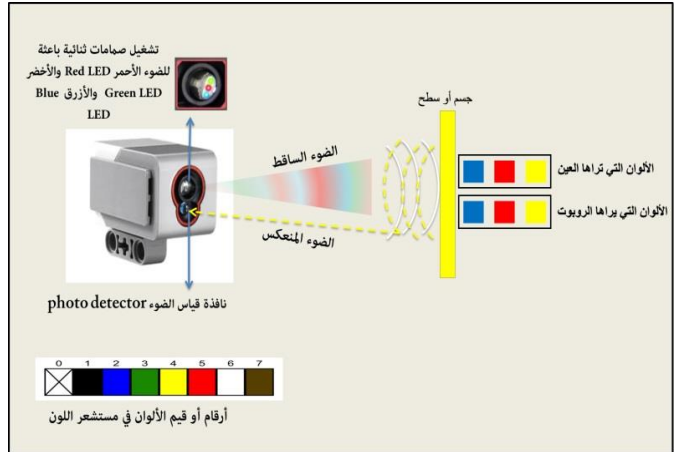 تشغيل صمامات ثنائية باعثة
للضوء الأحمر Red LED والأخضر
Green LED والأزرق Blue
LED
جسم أو سطح
الضوء الساقط
الألوان التي تراها العين
الألوان التي يراها الروبوت
الضوء المنعكس
نافذة قياس الضوء photo detector
0 1 2 3 4 5 6 7
أرقام أو قيم الألوان في مستشعر اللون